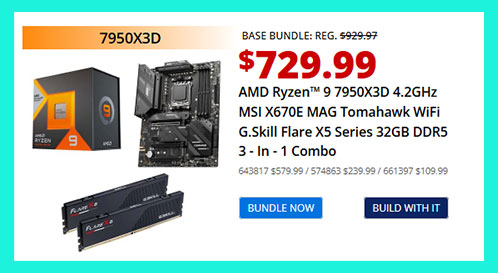 7950X3D
BASE BUNDLE: REG. $929.97
$729.99
AMD Ryzen™ 9 7950X3D 4.2GHz
MSI X670E MAG Tomahawk WiFi
G.Skill Flare X5 Series 32GB DDR5
3 - In - 1 Combo
643817 $579.99 / 574863 $239.99 / 661397 $109.99
BUNDLE NOW
BUILD WITH IT
RYZEN
9
FLARE X5
G.SKILL
FLARE X5
G.SKILL